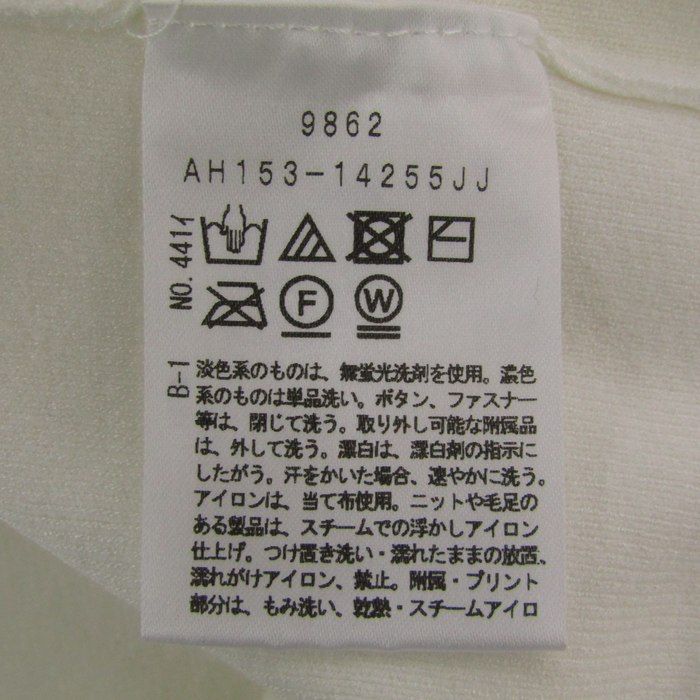 9862
AH153-14255JJ
NO.441イ
F
W
B-1
淡色系のものは、無蛍光洗剤を使用。濃色
系のものは単品洗い。ボタン、ファスナー
等は、閉じて洗う。取り外し可能な附属品
は、外して洗う。漂白は、漂白剤の指示に
したがう。汗をかいた場合、速やかに洗う。
アイロンは、当て布使用。ニットや毛足の
ある製品は、スチームでの浮かしアイロン
仕上げ。つけ置き洗い・濡れたままの放置、
濡れがけアイロン、禁止。附属・プリント
部分は、もみ洗い、乾熱・スチームアイロ